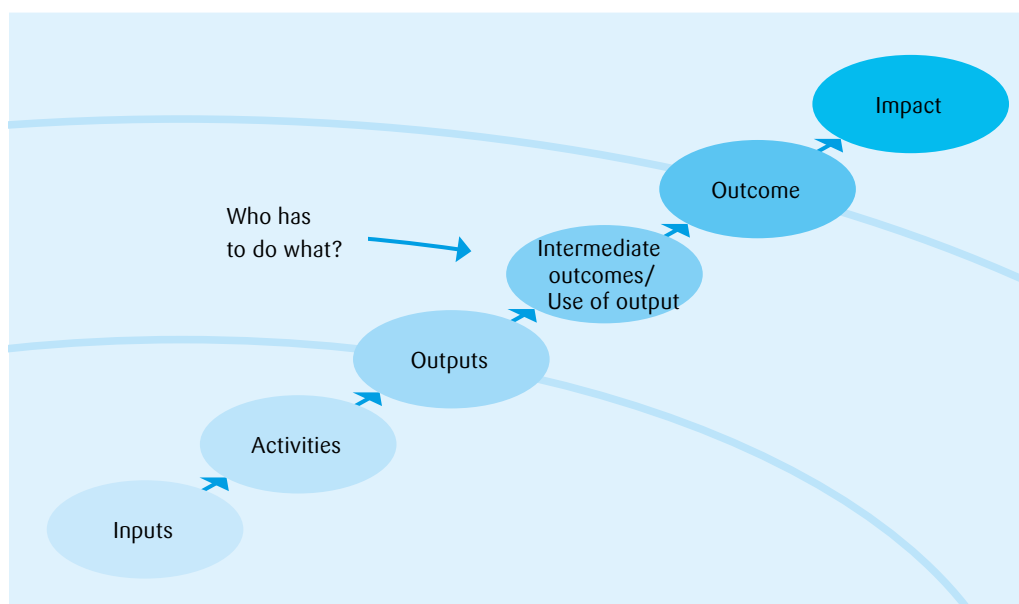 Impact
Outcome
Who has
to do what?
Intermediate
outcomes/
Use of output
Outputs
Activities
Inputs